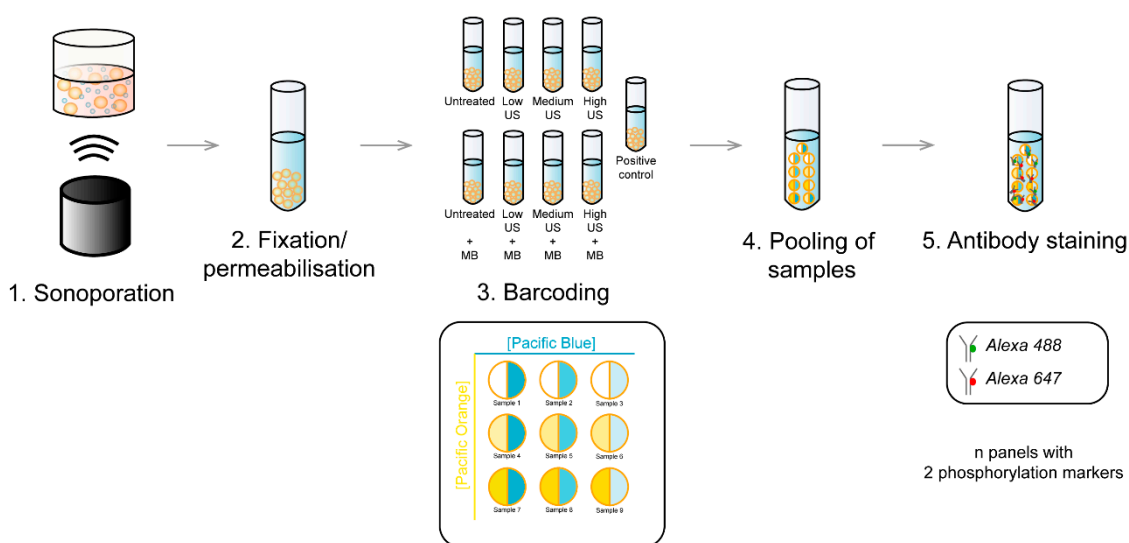 1. Sonoporation
2. Fixation/
permeabilisation
Untreated
Low
US
Medium
US
High
US
Positive
control
Untreated
+
MB
Low
US
+
MB
Medium
US
+
MB
High
US
+
MB
3. Barcoding
[Pacific Blue]
[Pacific Orange]
Sample 1
Sample 2
Sample 3
Sample 4
Sample 5
Sample 6
Sample 7
Sample 8
Sample 9
4. Pooling of
samples
5. Antibody staining
Alexa 488
Alexa 647
n panels with
2 phosphorylation markers